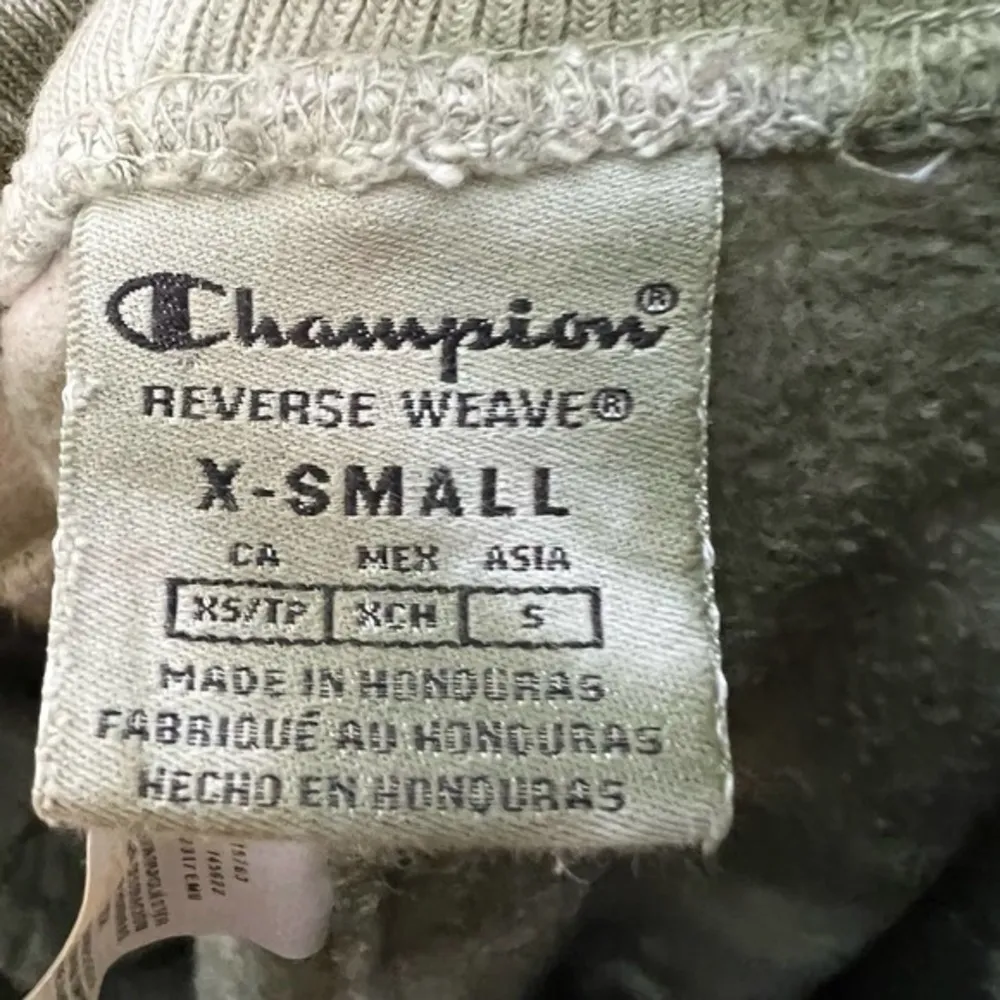 Champion®
REVERSE WEAVE®
X-SMALL
CA MEX ASIA
XS/TP XCH S
MADE IN HONDURAS
FABRIQUÉ AU HONDURAS
HECHO EN HONDURAS